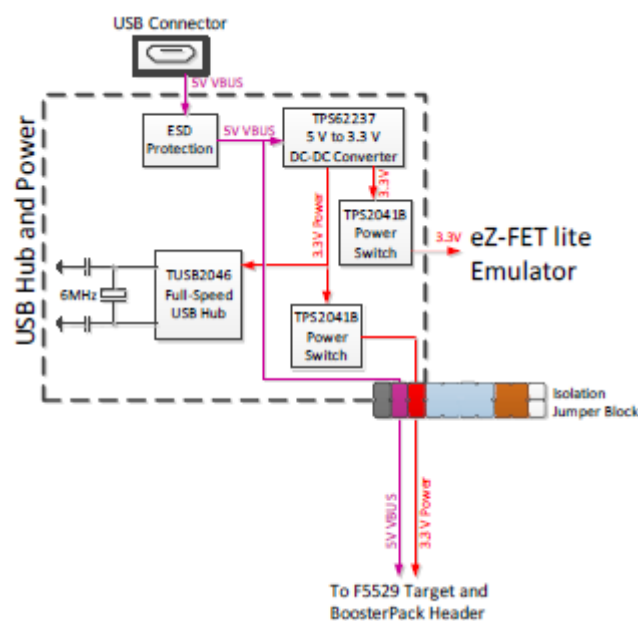 USB Connector
5V VBUS
USB Hub and Power
ESD
Protection
5V VBUS
TPS62237
5 V to 3.3 V
DC-DC Converter
3.3V
3.3 V Power
TPS2041B
Power
Switch
3.3V
eZ-FET lite
Emulator
6MHz
TUSB2046
Full-Speed
USB Hub
TPS2041B
Power
Switch
Isolation
Jumper Block
5V VBUS
3.3 V Power
To F5529 Target and
BoosterPack Header